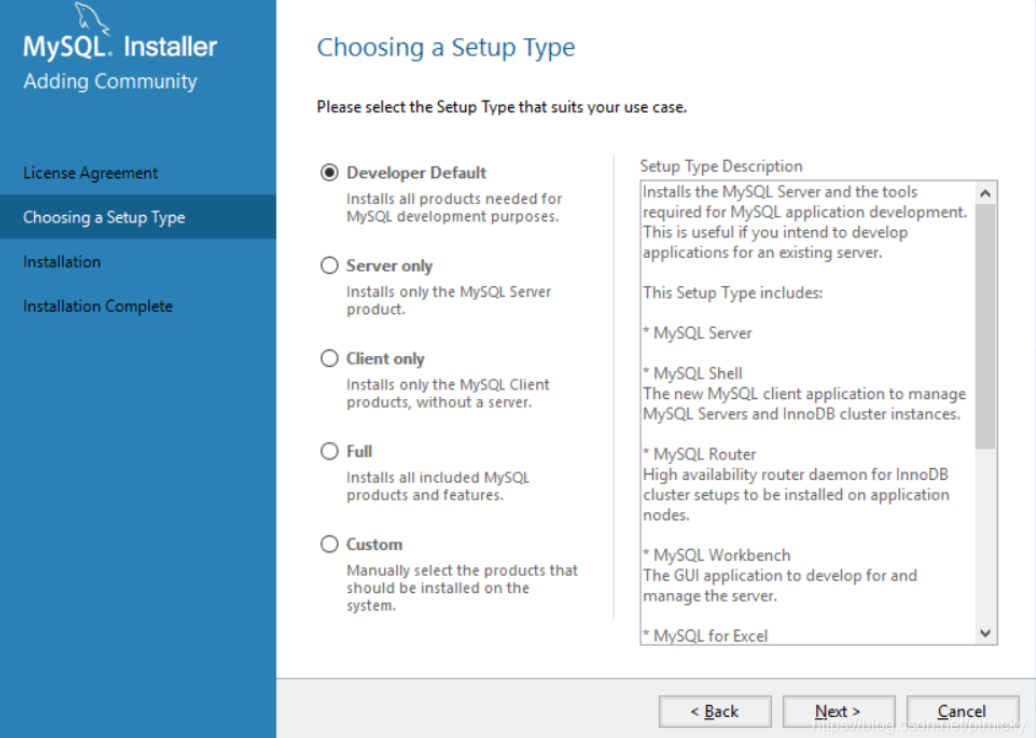 MySQL. Installer
Adding Community
License Agreement
Choosing a Setup Type
Installation
Installation Complete
Choosing a Setup Type
Please select the Setup Type that suits your use case.
Developer Default
Installs all products needed for
MySQL development purposes.
Server only
Installs only the MySQL Server
product.
Client only
Installs only the MySQL Client
products, without a server.
Full
Installs all included MySQL
products and features.
Custom
Manually select the products that
should be installed on the
system.
Setup Type Description
Installs the MySQL Server and the tools
required for MySQL application development.
This is useful if you intend to develop
applications for an existing server.
This Setup Type includes:
* MySQL Server
* MySQL Shell
The new MySQL client application to manage
MySQL Servers and InnoDB cluster instances.
* MySQL Router
High availability router daemon for InnoDB
cluster setups to be installed on application
nodes.
* MySQL Workbench
The GUI application to develop for and
manage the server.
* MySQL for Excel
< Back
Next >
Cancel